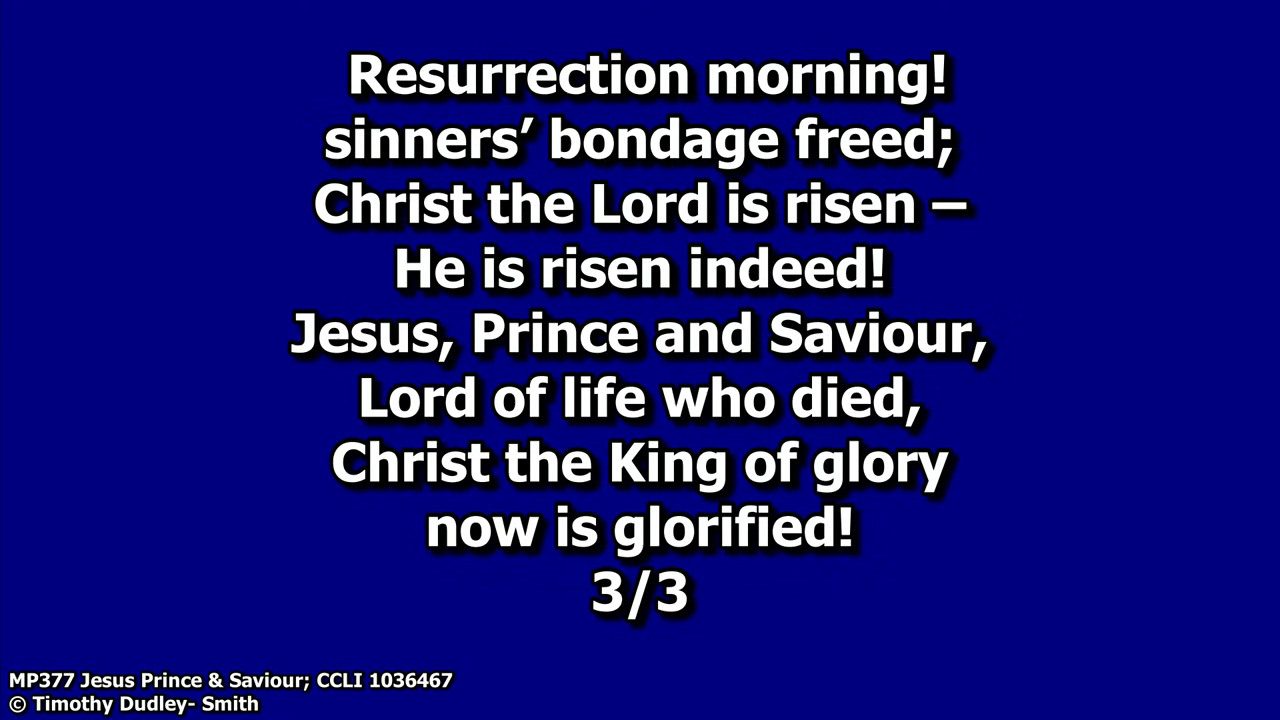 Resurrection morning!
sinners’ bondage freed;
Christ the Lord is risen –
He is risen indeed!
Jesus, Prince and Saviour,
Lord of life who died,
Christ the King of glory
now is glorified!
3/3
MP377 Jesus Prince & Saviour; CCLI 1036467
© Timothy Dudley- Smith